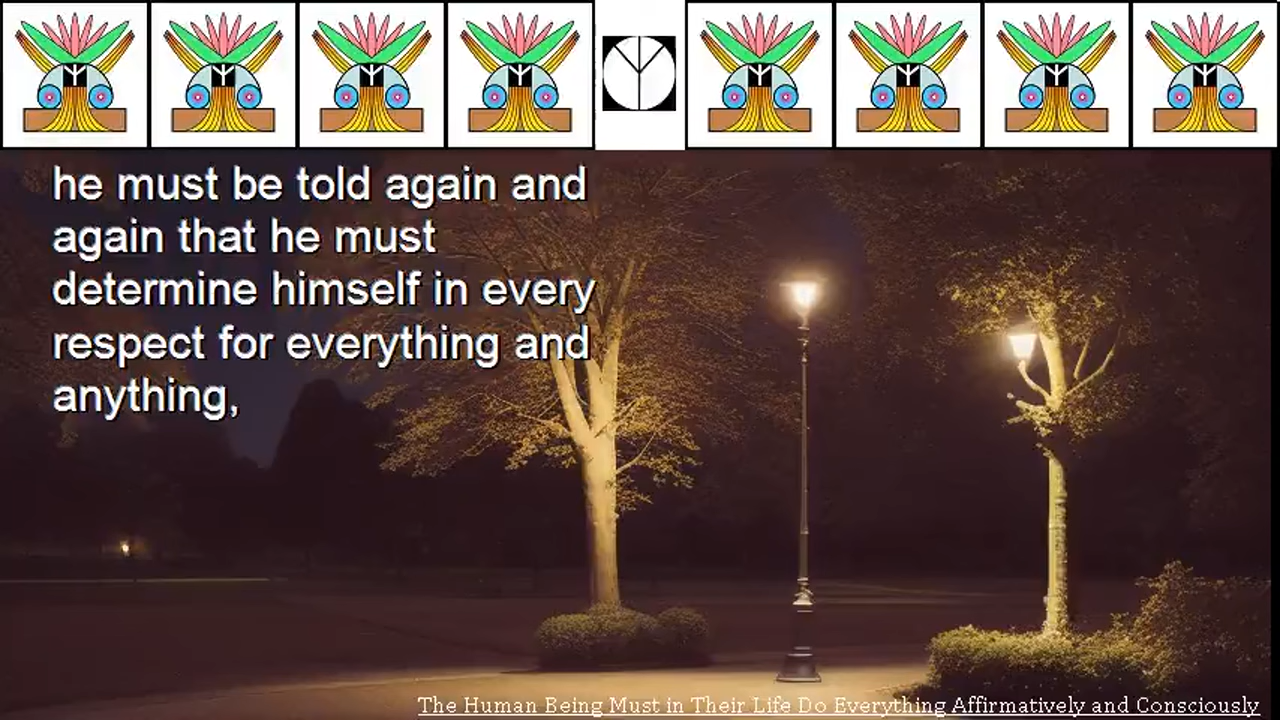 he must be told again and
again that he must
determine himself in every
respect for everything and
anything,
The Human Being Must in Their Life Do Everything Affirmatively and Consciously